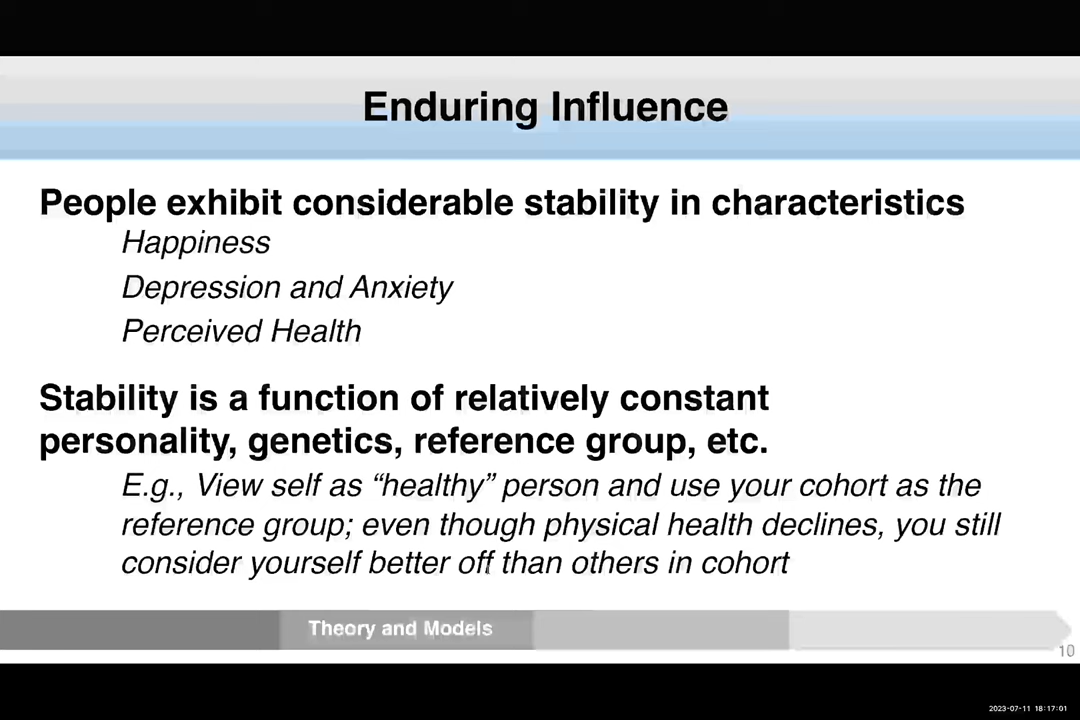 Enduring Influence
People exhibit considerable stability in characteristics
Happiness
Depression and Anxiety
Perceived Health
Stability is a function of relatively constant
personality, genetics, reference group, etc.
E.g., View self as “healthy” person and use your cohort as the
reference group; even though physical health declines, you still
consider yourself better off than others in cohort
Theory and Models
10
2023-07-11 18:17:01